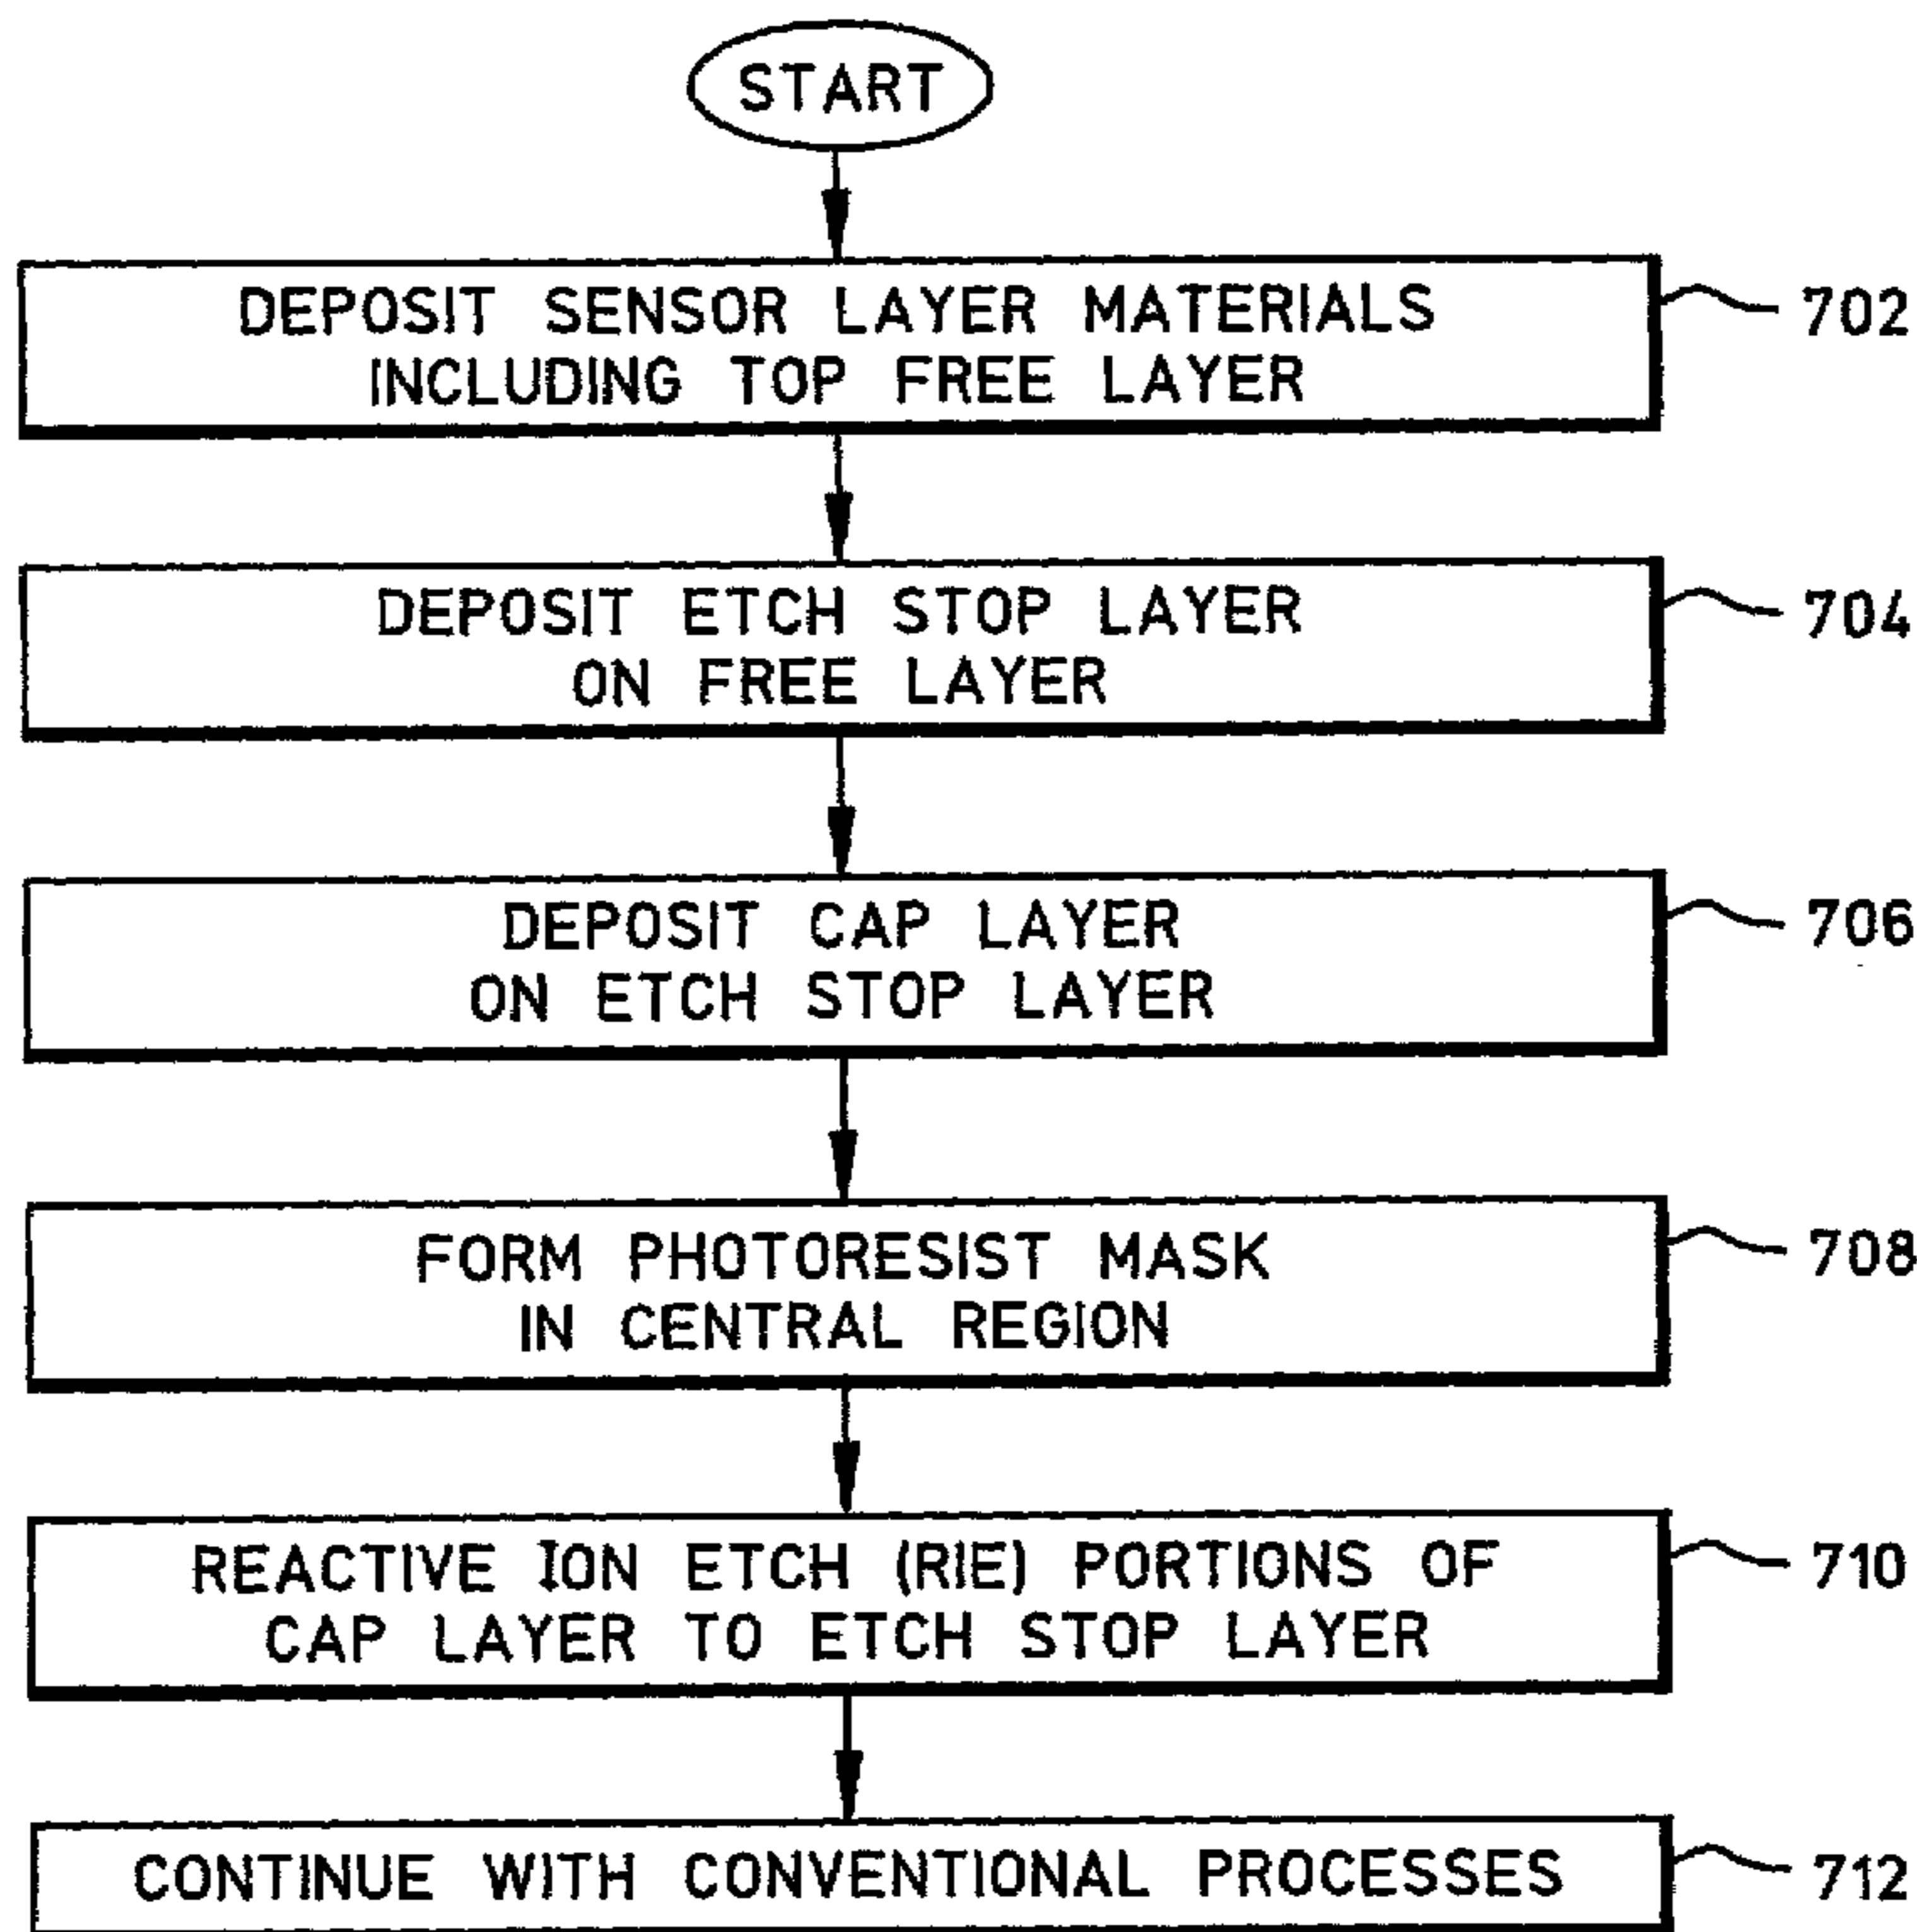 START
DEPOSIT SENSOR LAYER MATERIALS
INCLUDING TOP FREE LAYER
702
DEPOSIT ETCH STOP LAYER
ON FREE LAYER
704
DEPOSIT CAP LAYER
ON ETCH STOP LAYER
706
FORM PHOTORESIST MASK
IN CENTRAL REGION
708
REACTIVE ION ETCH (RIE) PORTIONS OF
CAP LAYER TO ETCH STOP LAYER
710
CONTINUE WITH CONVENTIONAL PROCESSES
712